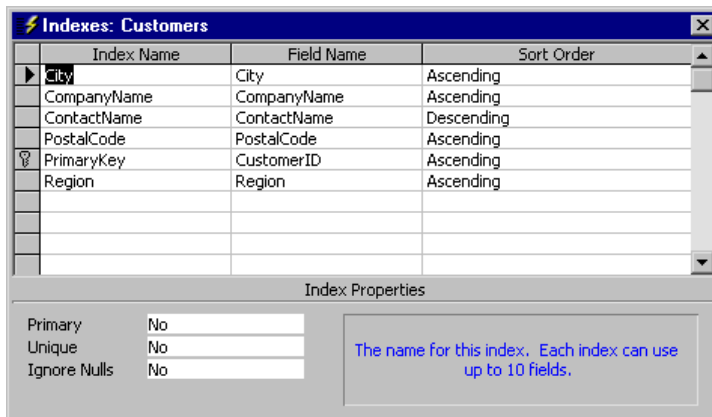 Indexes: Customers
Index Name Field Name Sort Order
City City Ascending
CompanyName CompanyName Ascending
ContactName ContactName Descending
PostalCode PostalCode Ascending
PrimaryKey CustomerID Ascending
Region Region Ascending
Index Properties
Primary No
Unique No
Ignore Nulls No
The name for this index. Each index can use
up to 10 fields.